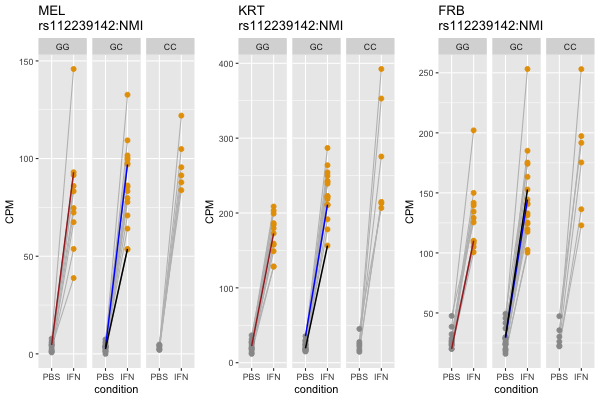 MEL
rs112239142:NMI
GG GC CC
150
100
50
0
CPM
PBS IFN PBS IFN PBS IFN
condition
KRT
rs112239142:NMI
GG GC CC
400
300
200
100
0
CPM
PBS IFN PBS IFN PBS IFN
condition
FRB
rs112239142:NMI
GG GC CC
250
200
150
100
50
CPM
PBS IFN PBS IFN PBS IFN
condition